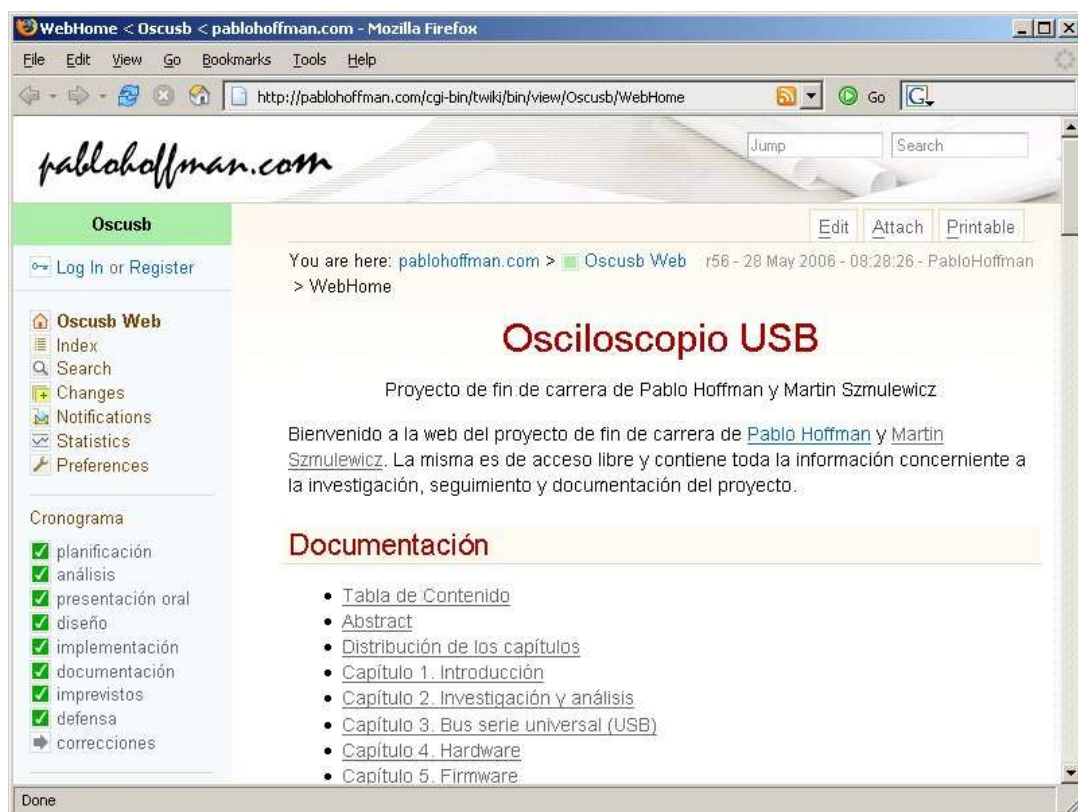 WebHome < Oscusb < pablohoffman.com - Mozilla Firefox
File Edit View Go Bookmarks Tools Help
http://pablohoffman.com/cgi-bin/twiki/bin/view/Oscusb/WebHome Go G
pablohoffman.com
Jump Search
Oscusb
Edit Attach Printable
Log In or Register
You are here: pablohoffman.com > Oscusb Web r56 - 28 May 2006 - 08:28:26 - PabloHoffman
> WebHome
Oscusb Web
Index
Search
Changes
Notifications
Statistics
Preferences
Cronograma
planificación
análisis
presentación oral
diseño
implementación
documentación
imprevistos
defensa
correcciones
Osciloscopio USB
Proyecto de fin de carrera de Pablo Hoffman y Martin Szmulewicz
Bienvenido a la web del proyecto de fin de carrera de Pablo Hoffman y Martin
Szmulewicz. La misma es de acceso libre y contiene toda la información concerniente a
la investigación, seguimiento y documentación del proyecto.
Documentación
Tabla de Contenido
Abstract
Distribución de los capítulos
Capítulo 1. Introducción
Capítulo 2. Investigación y análisis
Capítulo 3. Bus serie universal (USB)
Capítulo 4. Hardware
Capítulo 5. Firmware
Done